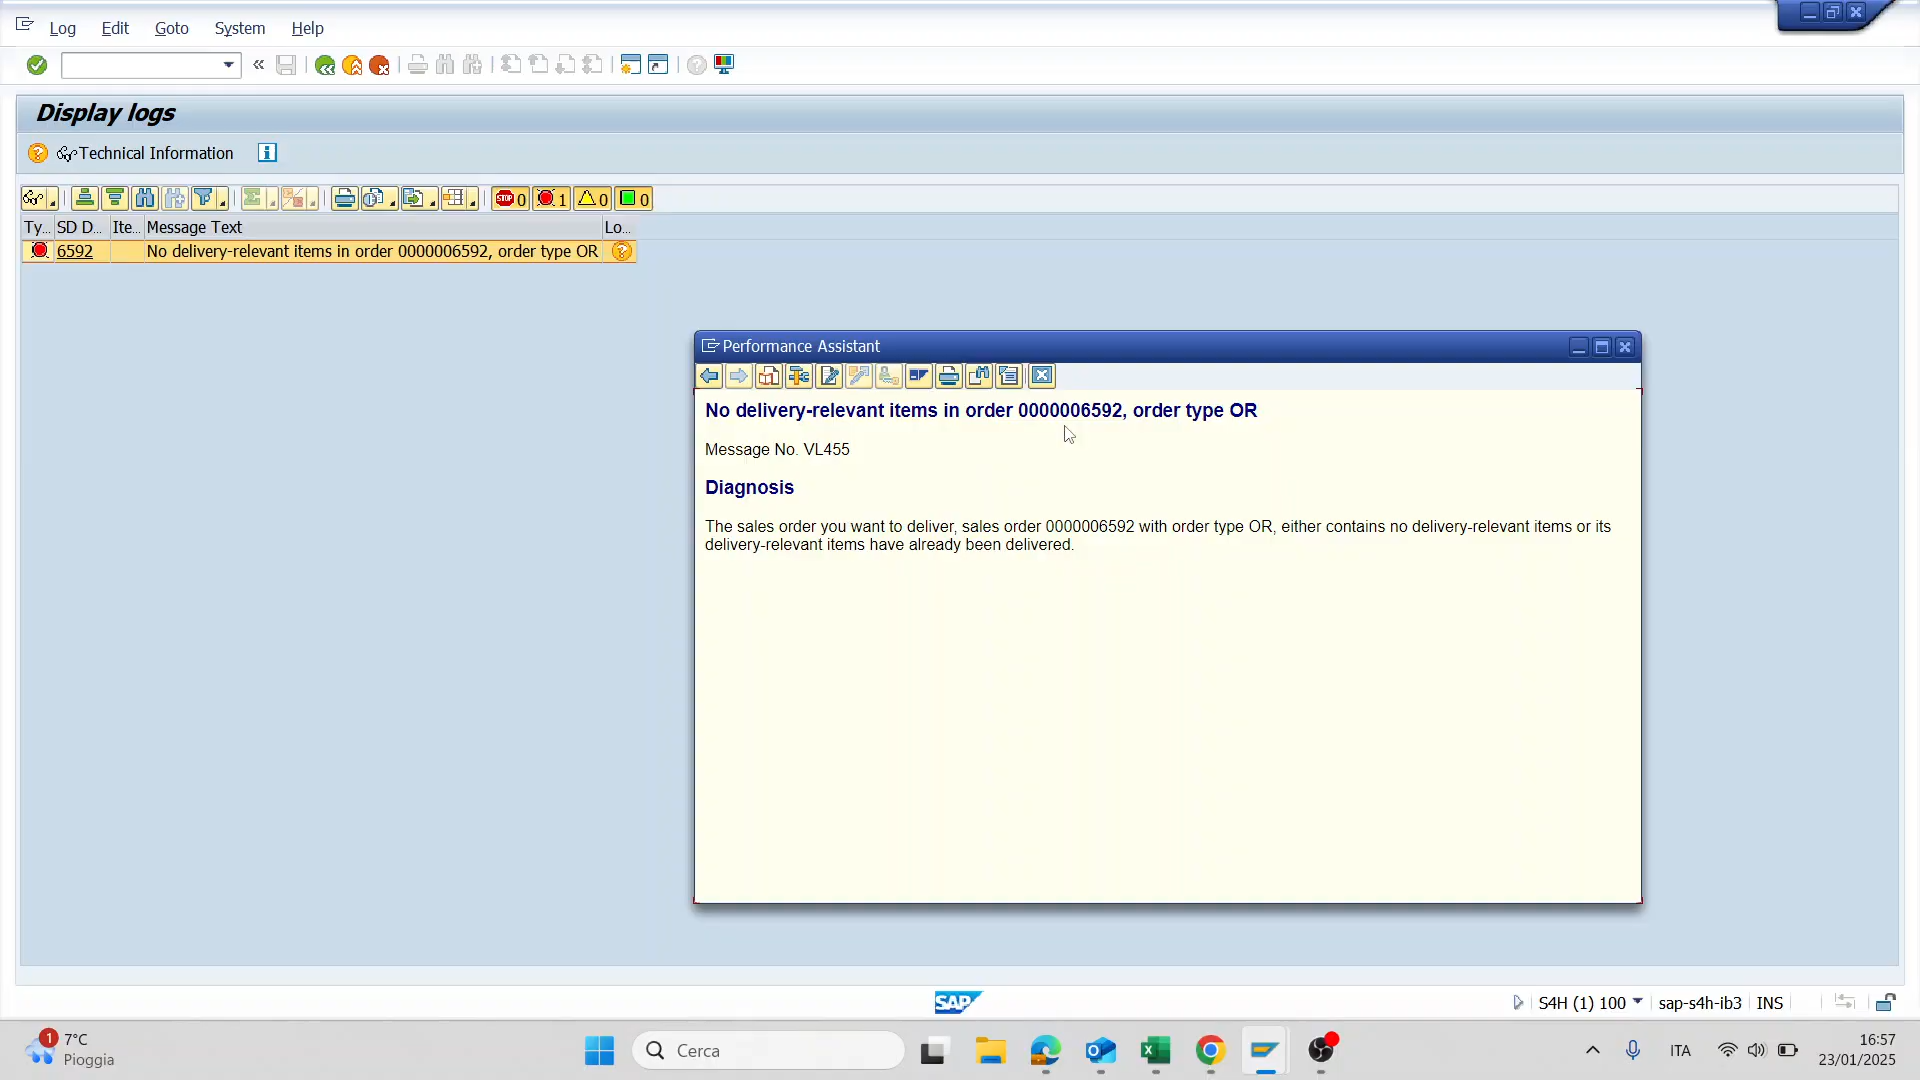 Log Edit Goto System Help
Display logs
Technical Information
STOP 0 1 0 0
Ty... SD D... Ite... Message Text Lo...
6592 No delivery-relevant items in order 0000006592, order type OR
Performance Assistant
No delivery-relevant items in order 0000006592, order type OR
Message No. VL455
Diagnosis
The sales order you want to deliver, sales order 0000006592 with order type OR, either contains no delivery-relevant items or its
delivery-relevant items have already been delivered.
SAP
S4H (1) 100 sap-s4h-ib3 INS
1
7°C
Pioggia
Cerca
ITA
16:57
23/01/2025